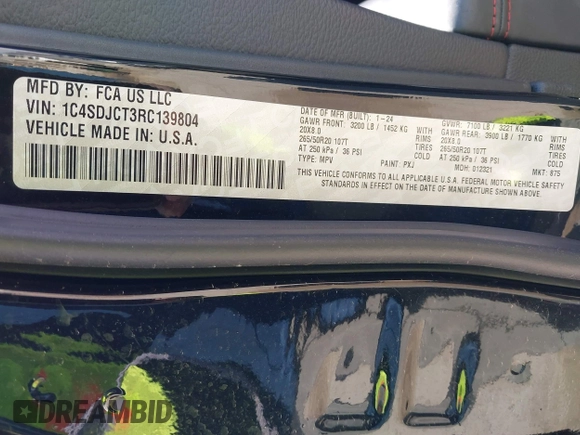 MFD BY: FCA US LLC
VIN: 1C4SDJCT3RC139804
VEHICLE MADE IN: U.S.A.
DATE OF MFR (BUILT): 1-24 GVWR: 7100 LB / 3221 KG
GAWR FRONT: 3200 LB / 1452 KG WITH GAWR REAR: 3900 LB / 1770 KG WITH
20X8.0 RIMS 20X8.0 RIMS
265/50R20 107T TIRES 265/50R20 107T TIRES
AT 250 kPa / 36 PSI COLD AT 250 kPa / 36 PSI COLD
TYPE: MPV PAINT: PXJ MDH: 012321 MKT: 875
THIS VEHICLE CONFORMS TO ALL APPLICABLE U.S.A. FEDERAL MOTOR VEHICLE SAFETY
STANDARDS IN EFFECT ON THE DATE OF MANUFACTURE SHOWN ABOVE.
DREAMBID